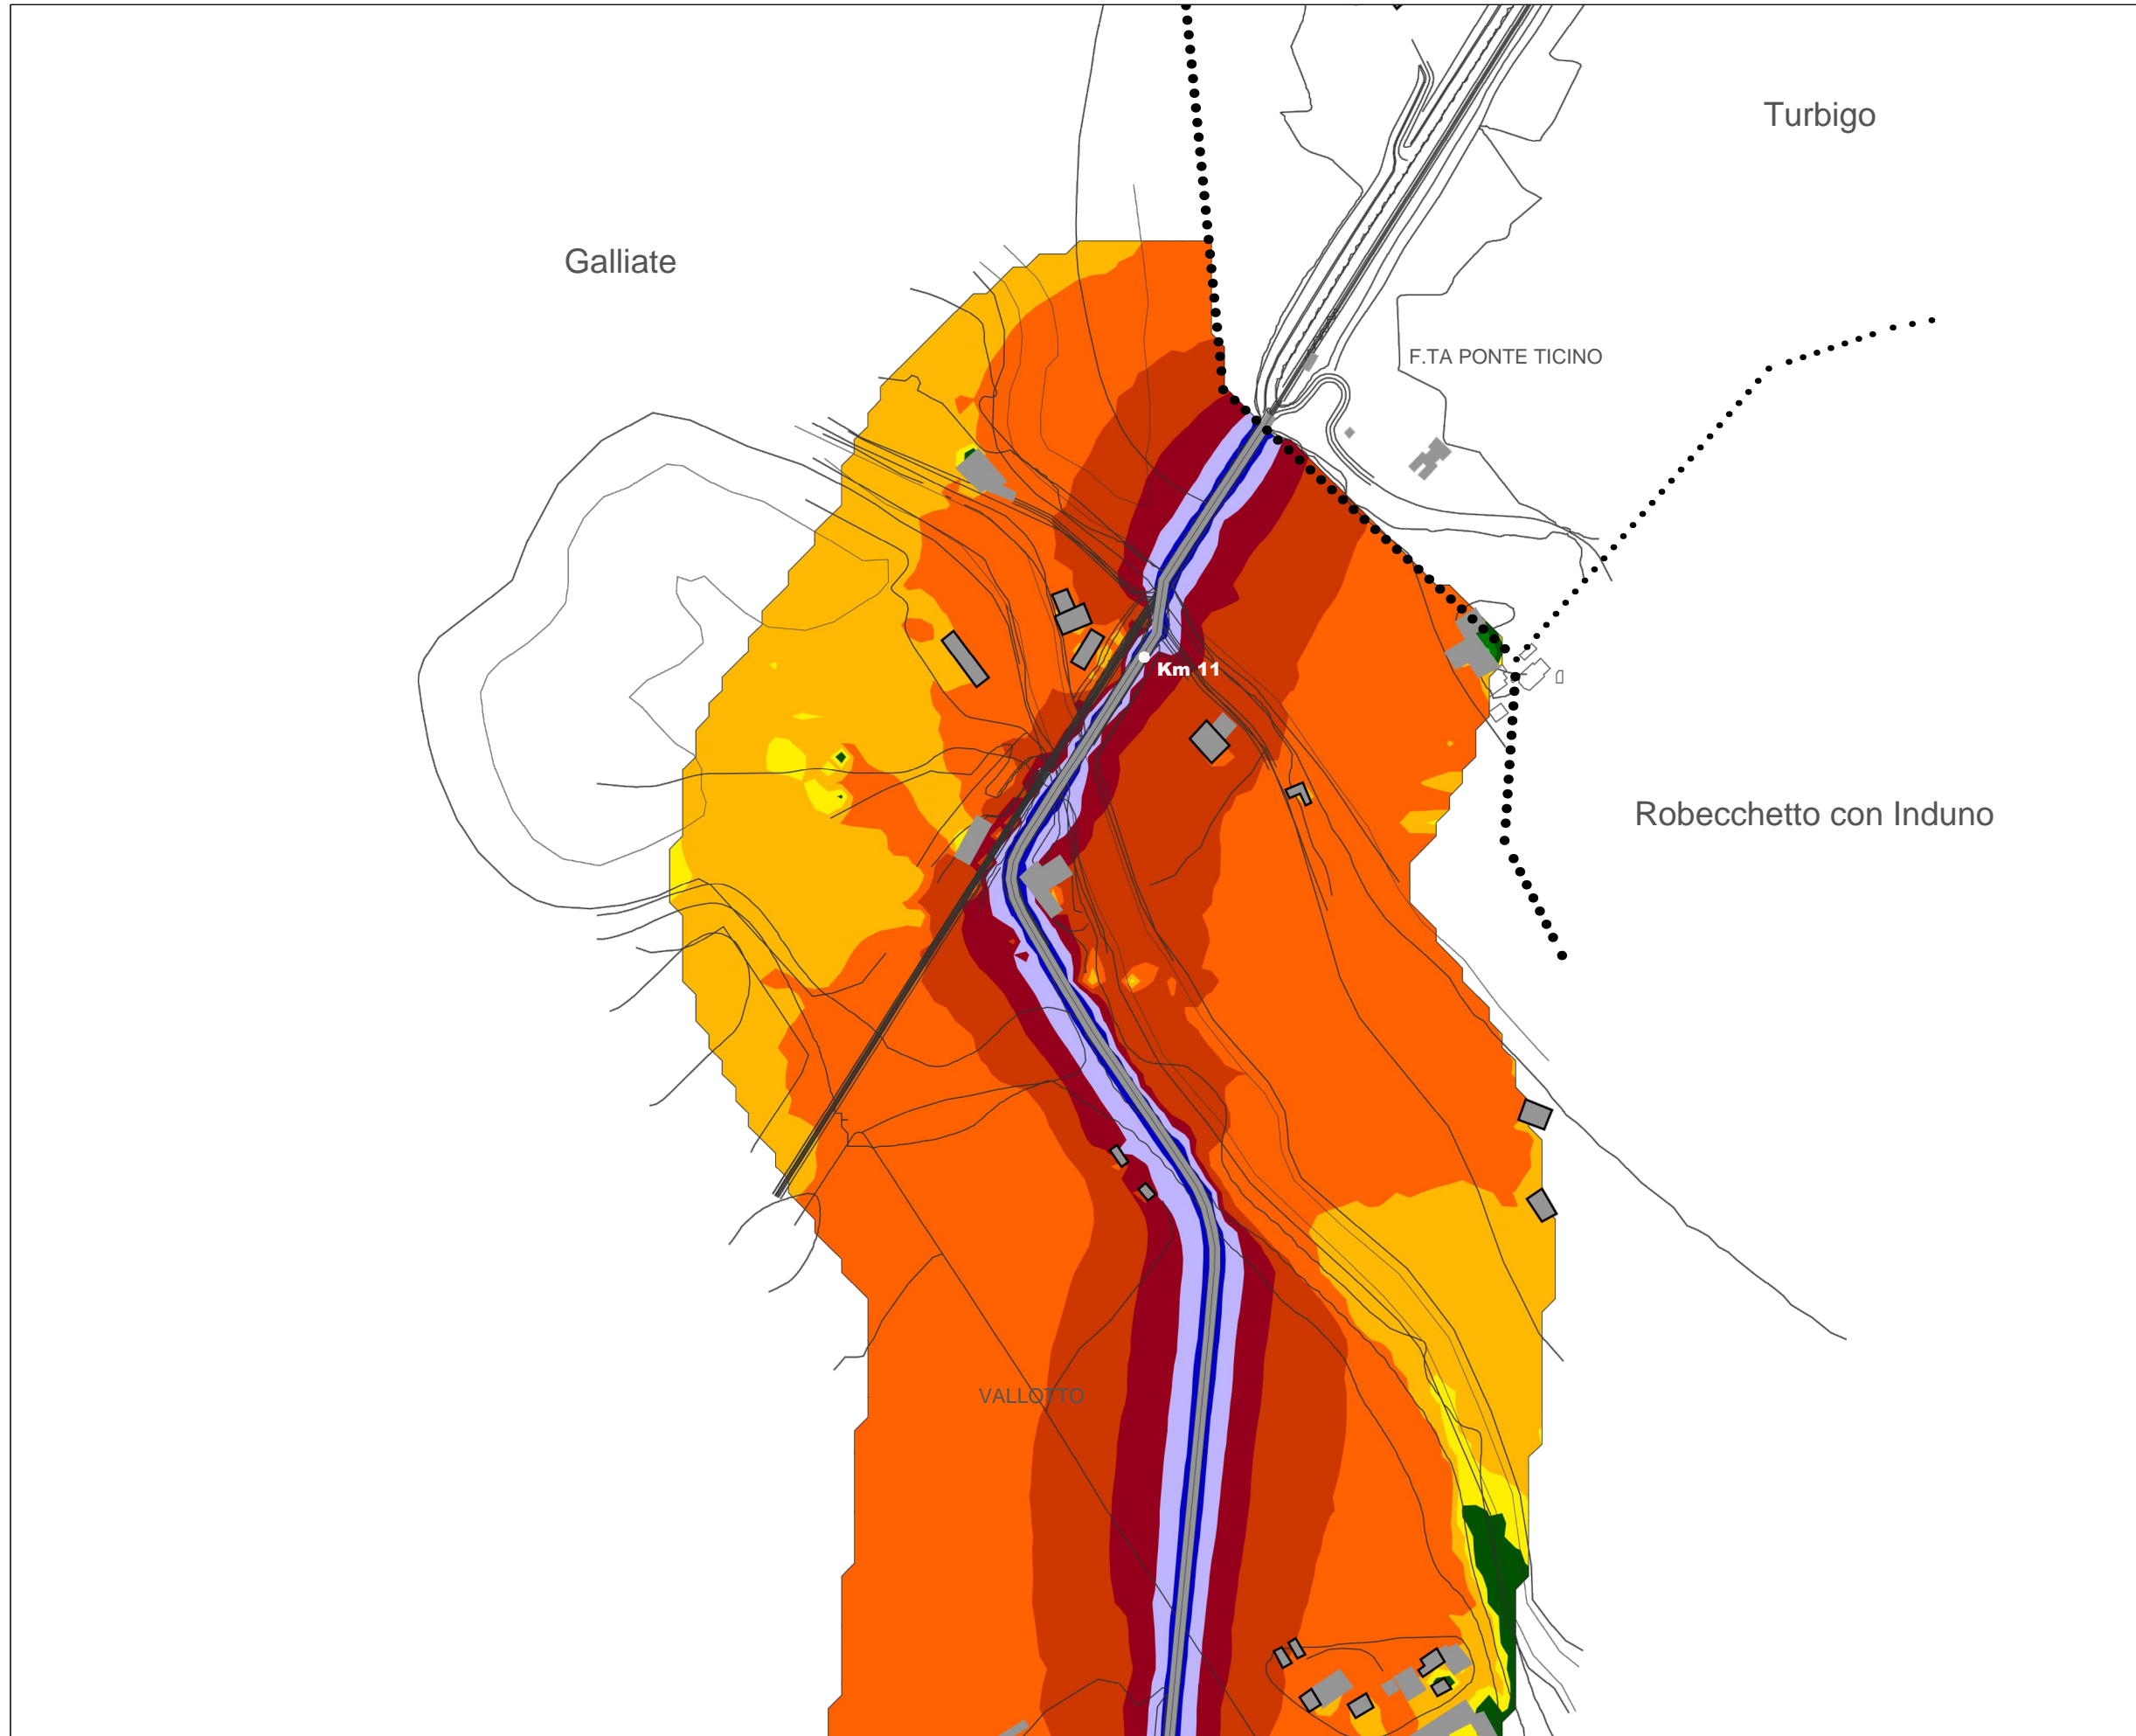 Turbigo
Galliate
F.TA PONTE TICINO
Km 11
Robecchetto con Induno
VALLOTTO